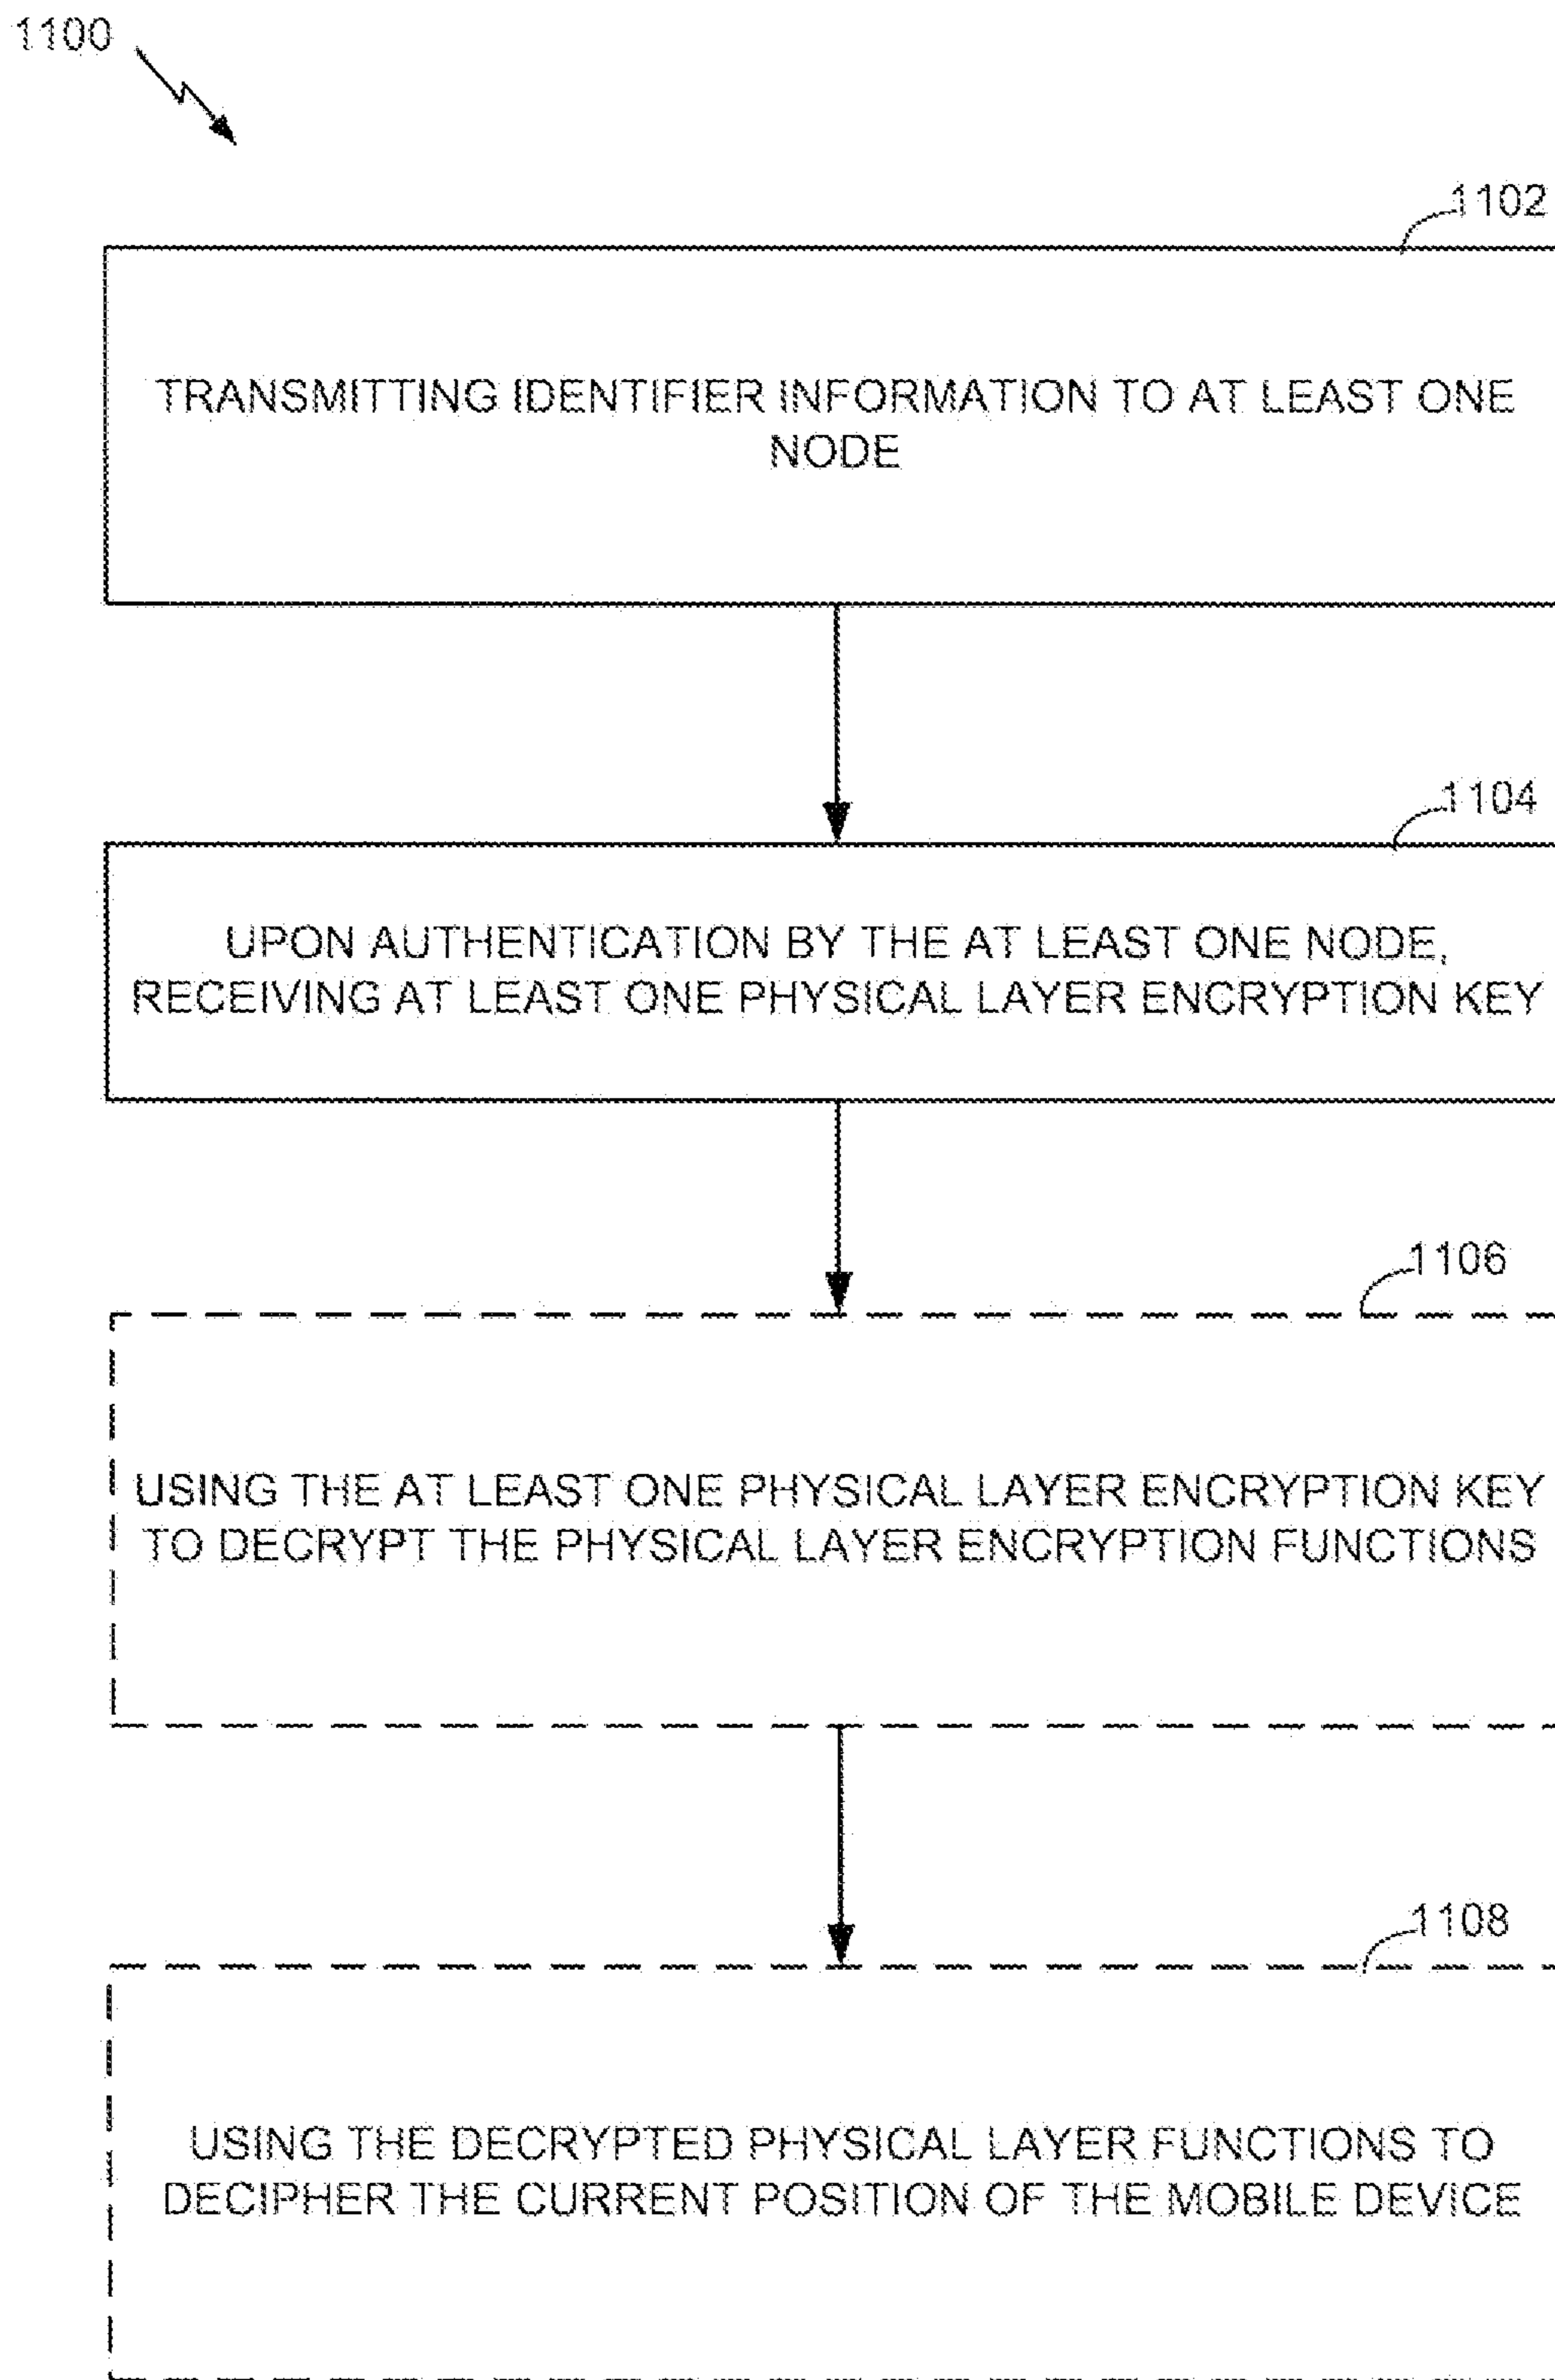 1100
1102
TRANSMITTING IDENTIFIER INFORMATION TO AT LEAST ONE
NODE
1104
UPON AUTHENTICATION BY THE AT LEAST ONE NODE,
RECEIVING AT LEAST ONE PHYSICAL LAYER ENCRYPTION KEY
1106
USING THE AT LEAST ONE PHYSICAL LAYER ENCRYPTION KEY
TO DECRYPT THE PHYSICAL LAYER ENCRYPTION FUNCTIONS
1108
USING THE DECRYPTED PHYSICAL LAYER FUNCTIONS TO
DECIPHER THE CURRENT POSITION OF THE MOBILE DEVICE